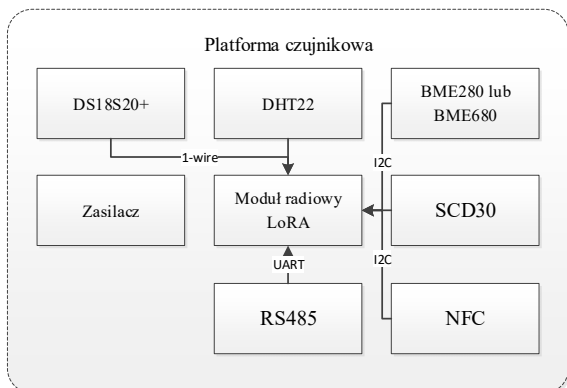 Platforma czujnikowa
DS18S20+
DHT22
BME280 lub
BME680
1-wire
I2C
Zasilacz
Moduł radiowy
LoRA
SCD30
UART
I2C
RS485
NFC